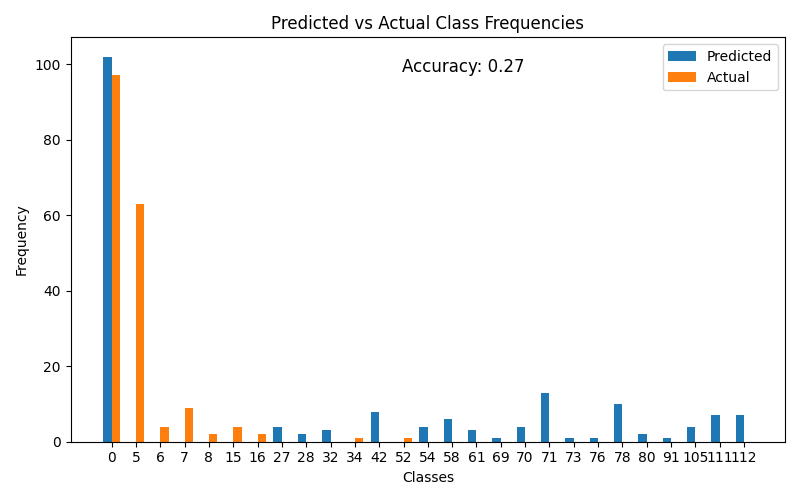 Predicted vs Actual Class Frequencies
Accuracy: 0.27
Predicted
Actual
Frequency
100
80
60
40
20
0
0 5 6 7 8 15 16 27 28 32 34 42 52 54 58 61 69 70 71 73 76 78 80 91 105 111 112
Classes